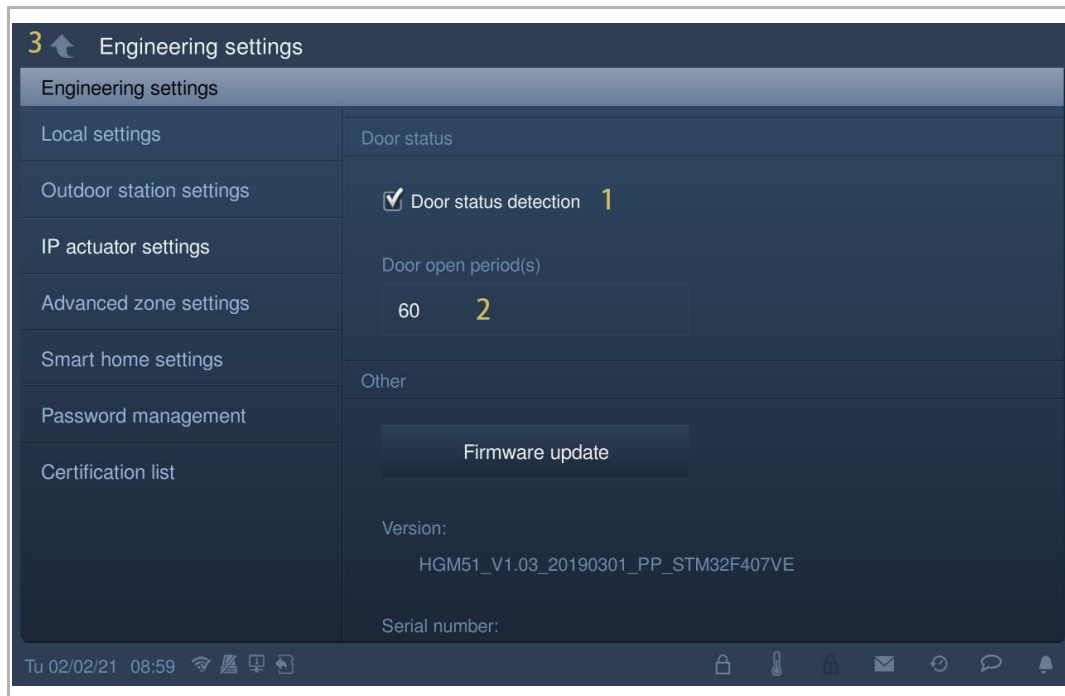 3 Engineering settings
Engineering settings
Local settings
Outdoor station settings
IP actuator settings
Advanced zone settings
Smart home settings
Password management
Certification list
Door status
Door status detection 1
Door open period(s)
60 2
Other
Firmware update
Version:
HGM51_V1.03_20190301_PP_STM32F407VE
Serial number:
Tu 02/02/21 08:59